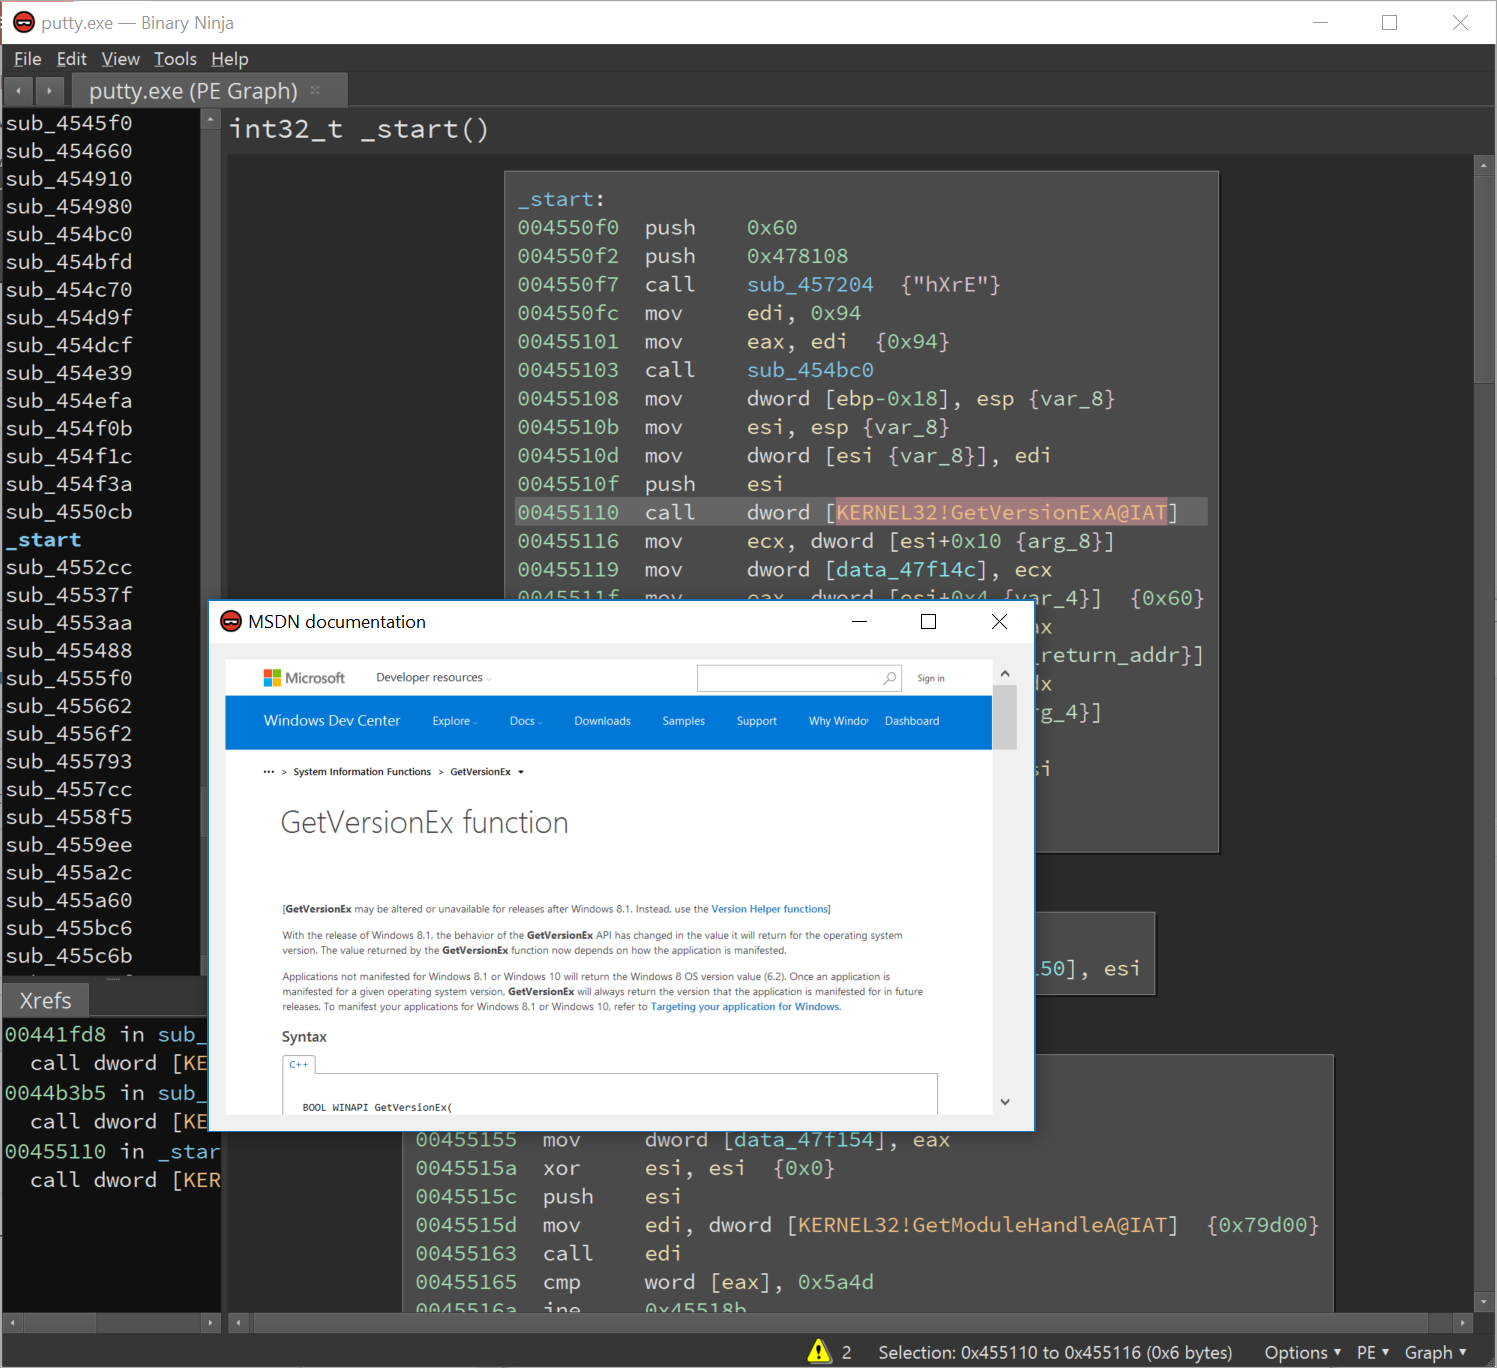 putty.exe — Binary Ninja
File Edit View Tools Help
putty.exe (PE Graph)
sub_4545f0
sub_454660
sub_454910
sub_454980
sub_454bc0
sub_454bfd
sub_454c70
sub_454d9f
sub_454dcf
sub_454e39
sub_454efa
sub_454f0b
sub_454f1c
sub_454f3a
sub_4550cb
_start
sub_4552cc
sub_45537f
sub_4553aa
sub_455488
sub_4555f0
sub_455662
sub_4556f2
sub_455793
sub_4557cc
sub_4558f5
sub_4559ee
sub_455a2c
sub_455a60
sub_455bc6
sub_455c6b
Xrefs
00441fd8 in sub_
call dword [KE
0044b3b5 in sub_
call dword [KE
00455110 in _star
call dword [KER
int32_t _start()
_start:
004550f0 push 0x60
004550f2 push 0x478108
004550f7 call sub_457204 {"hXrE"}
004550fc mov edi, 0x94
00455101 mov eax, edi {0x94}
00455103 call sub_454bc0
00455108 mov dword [ebp-0x18], esp {var_8}
0045510b mov esi, esp {var_8}
0045510d mov dword [esi {var_8}], edi
0045510f push esi
00455110 call dword [KERNEL32!GetVersionExA@IAT]
00455116 mov ecx, dword [esi+0x10 {arg_8}]
00455119 mov dword [data_47f14c], ecx
0045511f mov eax, dword [esi+0x4 {var_4}] {0x60}
ax
_return_addr}]
dx
rg_4}]
si
150], esi
MSDN documentation
Microsoft Developer resources Sign in
Windows Dev Center Explore Docs Downloads Samples Support Why Windo Dashboard
··· > System Information Functions > GetVersionEx
GetVersionEx function
[GetVersionEx may be altered or unavailable for releases after Windows 8.1. Instead, use the Version Helper functions]
With the release of Windows 8.1, the behavior of the GetVersionEx API has changed in the value it will return for the operating system
version. The value returned by the GetVersionEx function now depends on how the application is manifested.
Applications not manifested for Windows 8.1 or Windows 10 will return the Windows 8 OS version value (6.2). Once an application is
manifested for a given operating system version, GetVersionEx will always return the version that the application is manifested for in future
releases. To manifest your applications for Windows 8.1 or Windows 10, refer to Targeting your application for Windows.
Syntax
C++
BOOL WINAPI GetVersionEx(
00455155 mov dword [data_47f154], eax
0045515a xor esi, esi {0x0}
0045515c push esi
0045515d mov edi, dword [KERNEL32!GetModuleHandleA@IAT] {0x79d00}
00455163 call edi
00455165 cmp word [eax], 0x5a4d
0045516a jne 0x45518b
2 Selection: 0x455110 to 0x455116 (0x6 bytes) Options PE Graph